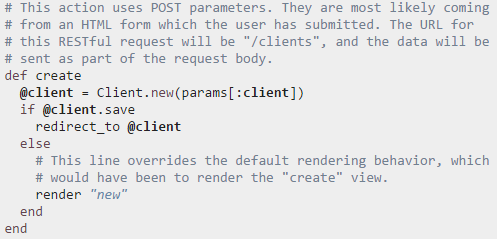 # This action uses POST parameters. They are most likely coming
# from an HTML form which the user has submitted. The URL for
# this RESTful request will be "/clients", and the data will be
# sent as part of the request body.
def create
  @client = Client.new(params[:client])
  if @client.save
    redirect_to @client
  else
    # This line overrides the default rendering behavior, which
    # would have been to render the "create" view.
    render "new"
  end
end